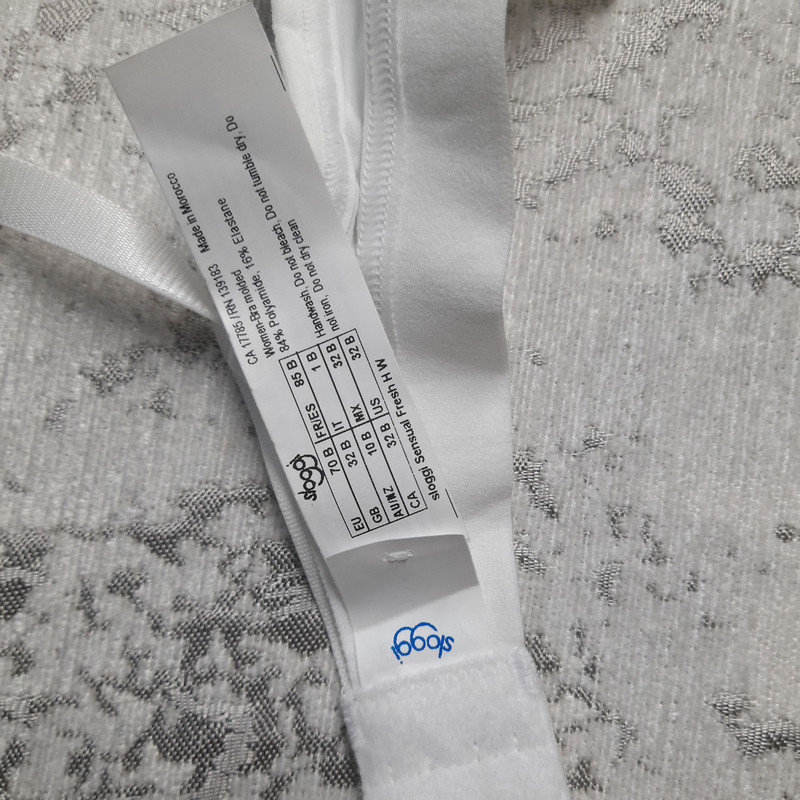 sloggi
EU 70 B FR/ES 85 B
GB 32 B IT 1 B
AU/NZ 10 B MX 32 B
CA 32 B US 32 B
sloggi Sensual Fresh H W
CA 17785 / RN 139183 Made in Morocco
Women-Bra molded
84% Polyamide, 16% Elastane
Handwash, Do not bleach, Do not tumble dry, Do
not iron, Do not dry clean
sloggi